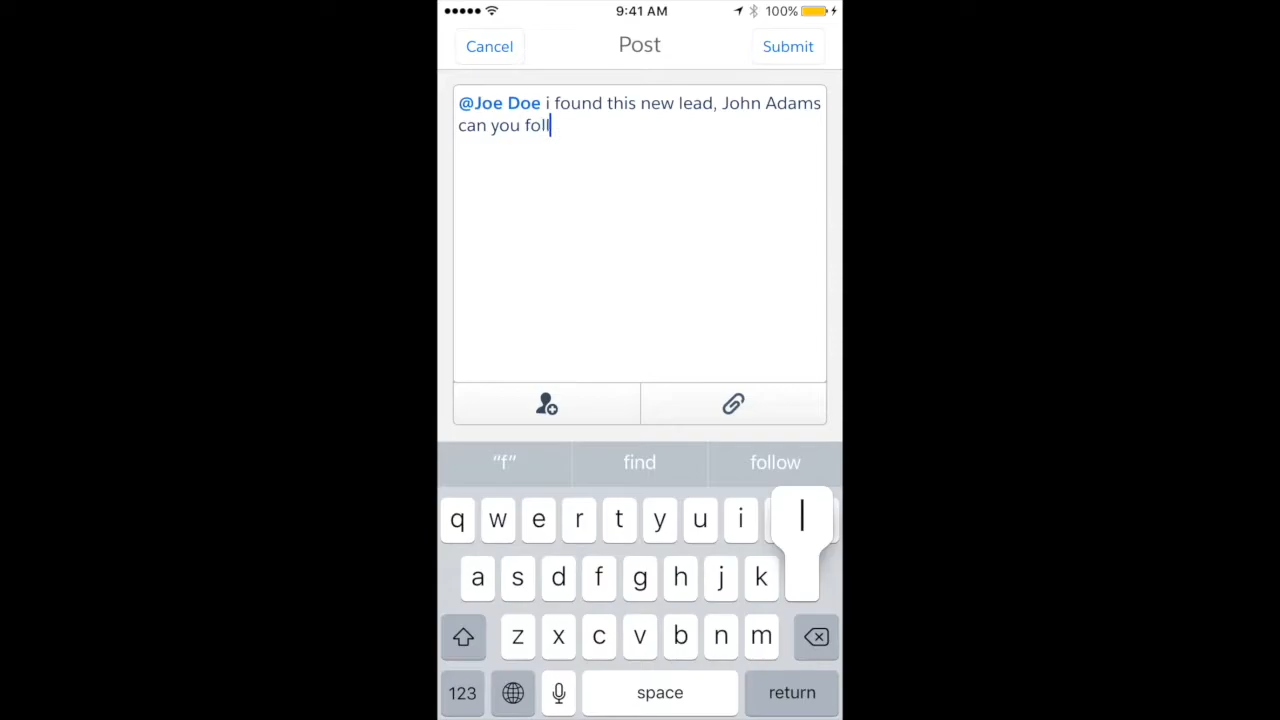 9:41 AM 100%
Cancel Post Submit
@Joe Doe i found this new lead, John Adams
can you foll
"f" find follow
q w e r t y u i l
a s d f g h j k
z x c v b n m
123 space return